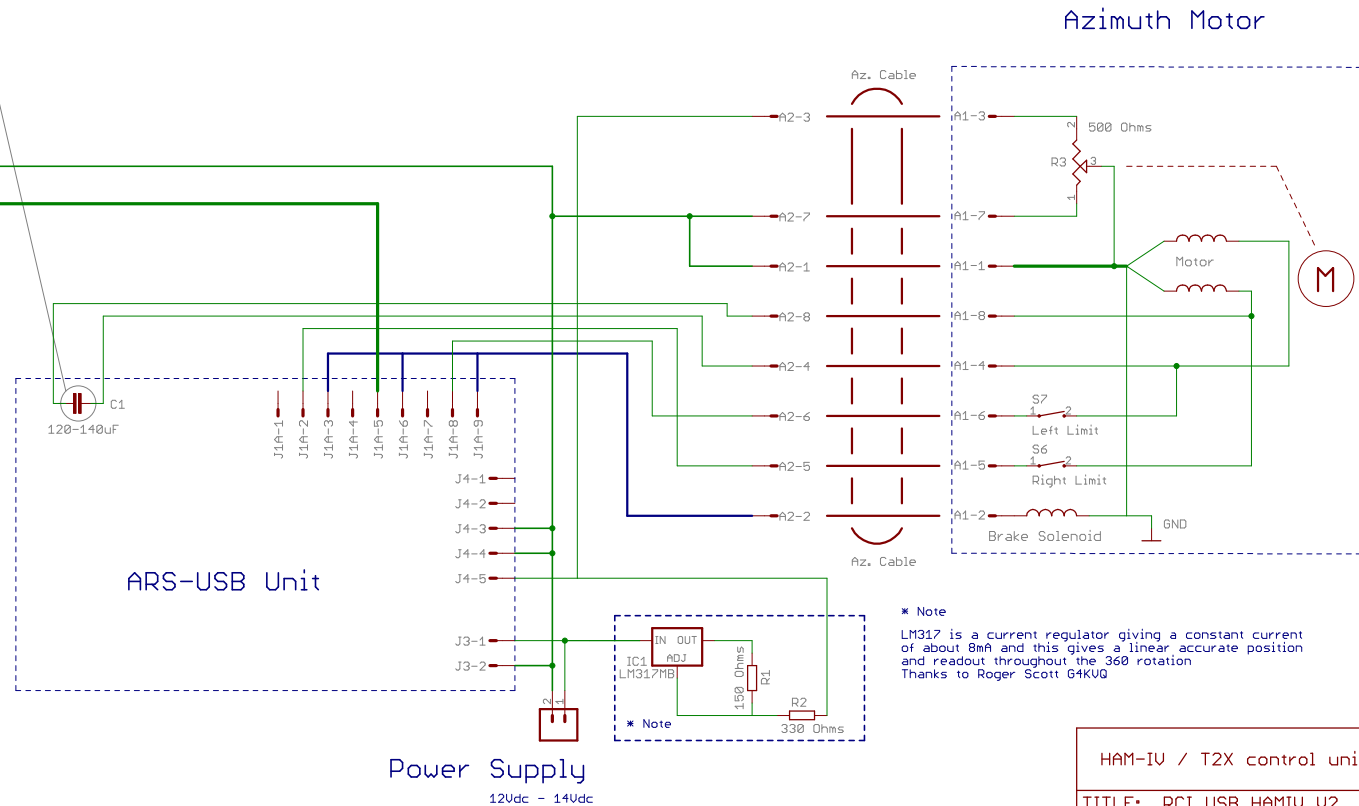 Azimuth Motor
Az. Cable
A2-3
A1-3
2
500 Ohms
R3
3
1
A2-7
A1-7
A2-1
A1-1
Motor
M
A2-8
A1-8
A2-4
A1-4
C1
120-140uF
J1A-1
J1A-2
J1A-3
J1A-4
J1A-5
J1A-6
J1A-7
J1A-8
J1A-9
A2-6
A1-6
S7
1
2
Left Limit
A2-5
A1-5
S6
1
2
Right Limit
A2-2
A1-2
GND
Brake Solenoid
Az. Cable
J4-1
J4-2
J4-3
J4-4
J4-5
ARS-USB Unit
J3-1
J3-2
IN OUT
ADJ
IC1
LM317MB
150 Ohms
R1
R2
330 Ohms
* Note
2
1
Power Supply
12Vdc - 14Vdc
* Note
LM317 is a current regulator giving a constant current
of about 8mA and this gives a linear accurate position
and readout throughout the 360 rotation
Thanks to Roger Scott G4KVQ
HAM-IV / T2X control uni
TITLE: RCI USB HAMIV V2